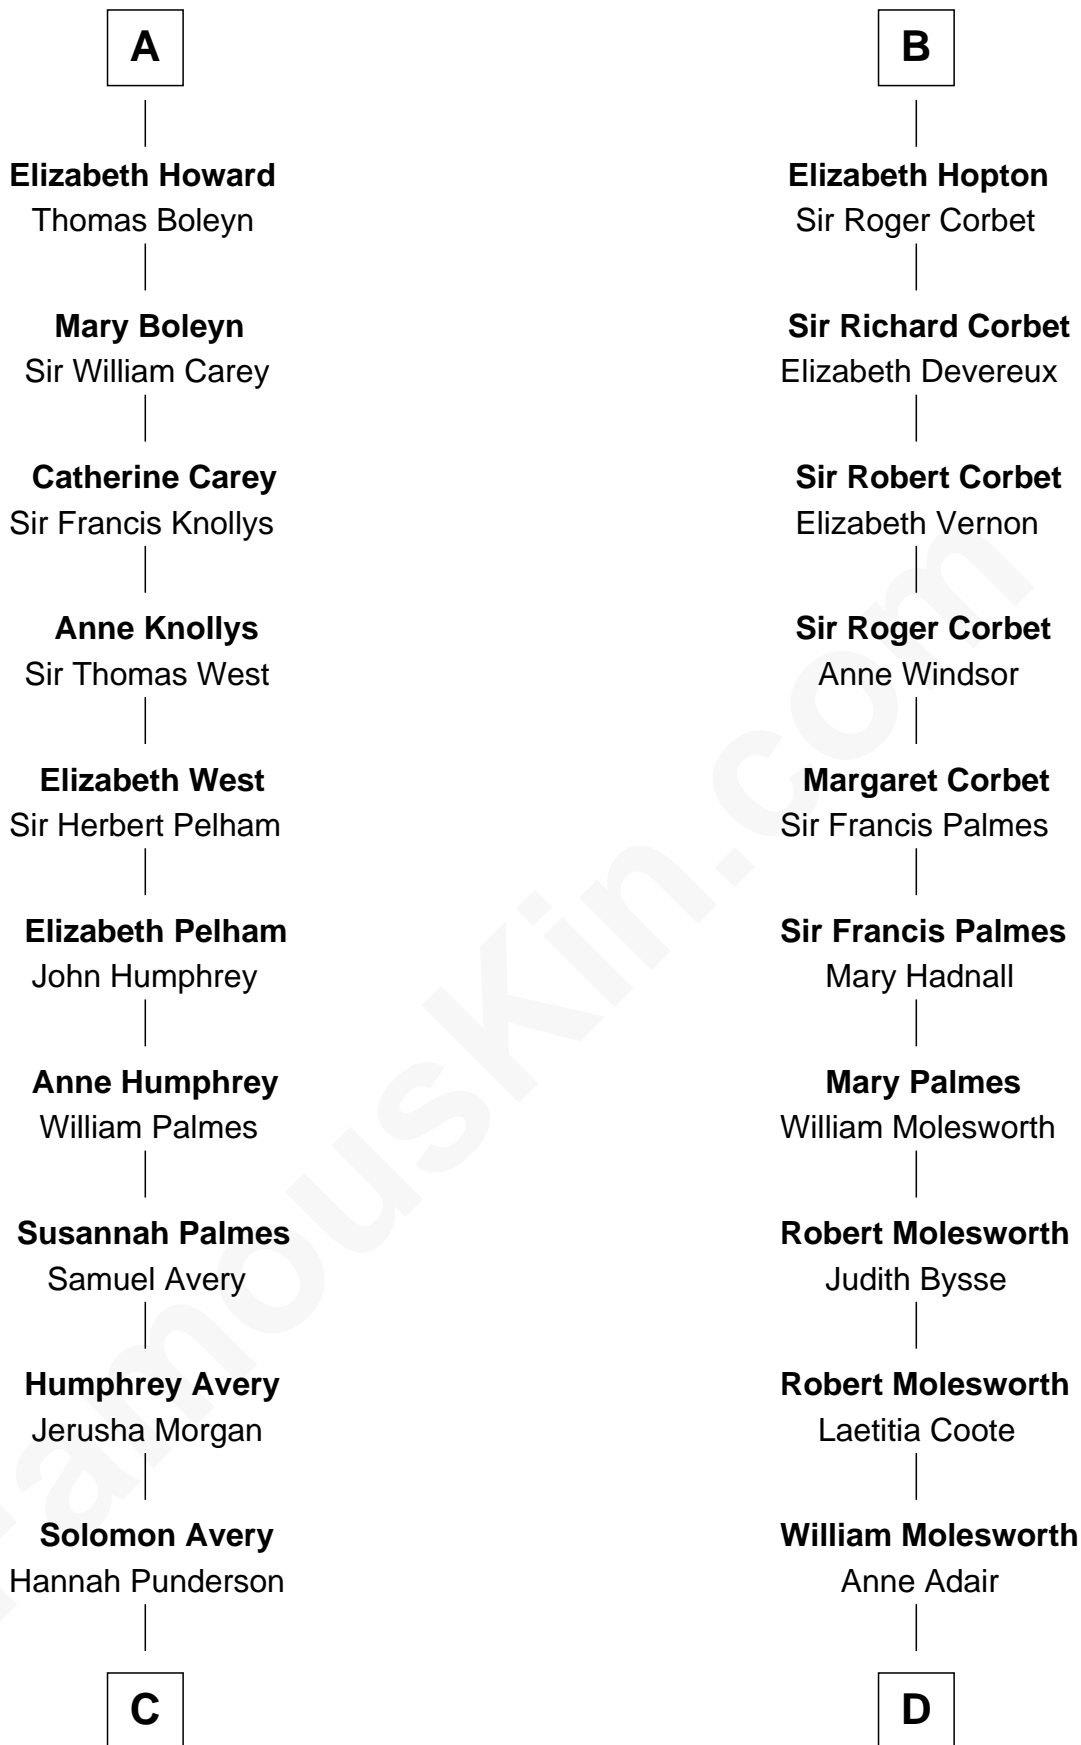 A
Elizabeth Howard
Thomas Boleyn
Mary Boleyn
Sir William Carey
Catherine Carey
Sir Francis Knollys
Anne Knollys
Sir Thomas West
Elizabeth West
Sir Herbert Pelham
Elizabeth Pelham
John Humphrey
Anne Humphrey
William Palmes
Susannah Palmes
Samuel Avery
Humphrey Avery
Jerusha Morgan
Solomon Avery
Hannah Punderson
C
B
Elizabeth Hopton
Sir Roger Corbet
Sir Richard Corbet
Elizabeth Devereux
Sir Robert Corbet
Elizabeth Vernon
Sir Roger Corbet
Anne Windsor
Margaret Corbet
Sir Francis Palmes
Sir Francis Palmes
Mary Hadnall
Mary Palmes
William Molesworth
Robert Molesworth
Judith Bysse
Robert Molesworth
Laetitia Coote
William Molesworth
Anne Adair
D
FamousKin.com